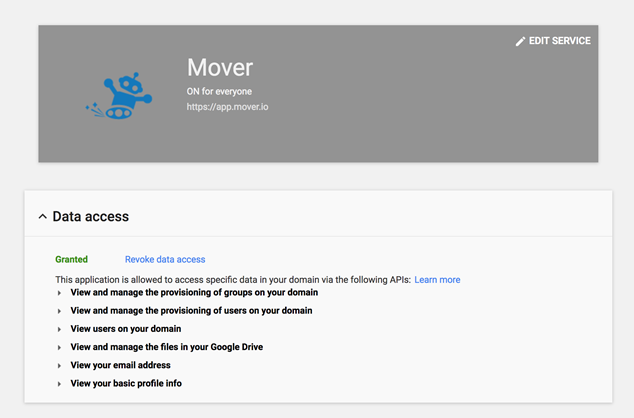 EDIT SERVICE
Mover
ON for everyone
https://app.mover.io
Data access
Granted Revoke data access
This application is allowed to access specific data in your domain via the following APIs: Learn more
View and manage the provisioning of groups on your domain
View and manage the provisioning of users on your domain
View users on your domain
View and manage the files in your Google Drive
View your email address
View your basic profile info